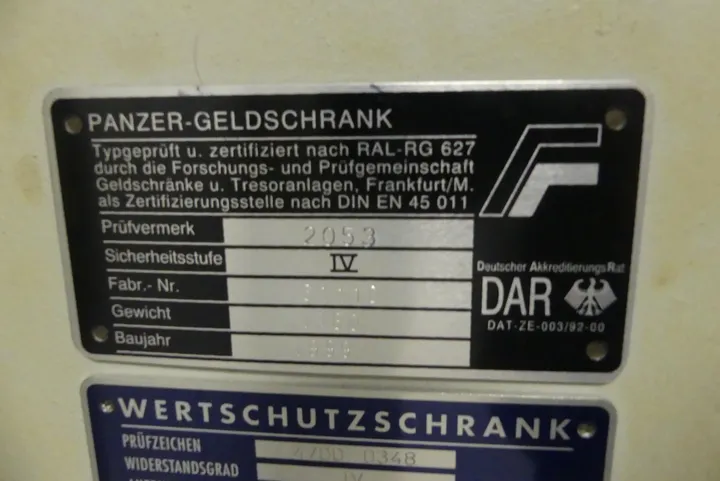 PANZER-GELDSCHRANK
Typgeprüft u. zertifiziert nach RAL-RG 627
durch die Forschungs- und Prüfgemeinschaft
Geldschränke u. Tresoranlagen, Frankfurt/M.
als Zertifizierungsstelle nach DIN EN 45 011
Prüfvermerk 2053
Sicherheitsstufe IV
Fabr.- Nr.
Gewicht
Baujahr
Deutscher AkkreditierungsRat
DAR
DAT-ZE-003/92-00
WERTSCHUTZSCHRANK
PRÜFZEICHEN 4700 0348
WIDERSTANDSGRAD IV